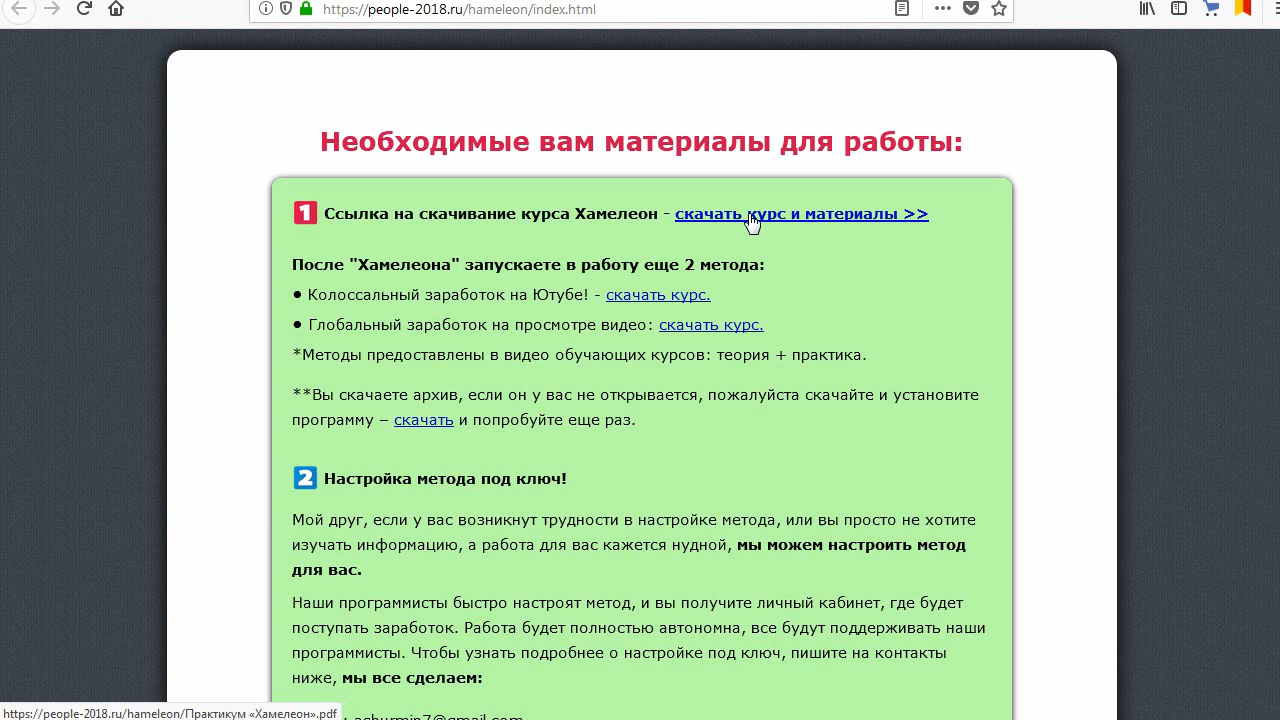 https://people-2018.ru/hameleon/index.html
Необходимые вам материалы для работы:
1 Ссылка на скачивание курса Хамелеон - скачать курс и материалы >>
После "Хамелеона" запускаете в работу еще 2 метода:
• Колоссальный заработок на Ютубе! - скачать курс.
• Глобальный заработок на просмотре видео: скачать курс.
*Методы предоставлены в видео обучающих курсов: теория + практика.
**Вы скачаете архив, если он у вас не открывается, пожалуйста скачайте и установите
программу – скачать и попробуйте еще раз.
2 Настройка метода под ключ!
Мой друг, если у вас возникнут трудности в настройке метода, или вы просто не хотите
изучать информацию, а работа для вас кажется нудной, мы можем настроить метод
для вас.
Наши программисты быстро настроят метод, и вы получите личный кабинет, где будет
поступать заработок. Работа будет полностью автономна, все будут поддерживать наши
программисты. Чтобы узнать подробнее о настройке под ключ, пишите на контакты
ниже, мы все сделаем:
https://people-2018.ru/hameleon/Практикум «Хамелеон».pdf